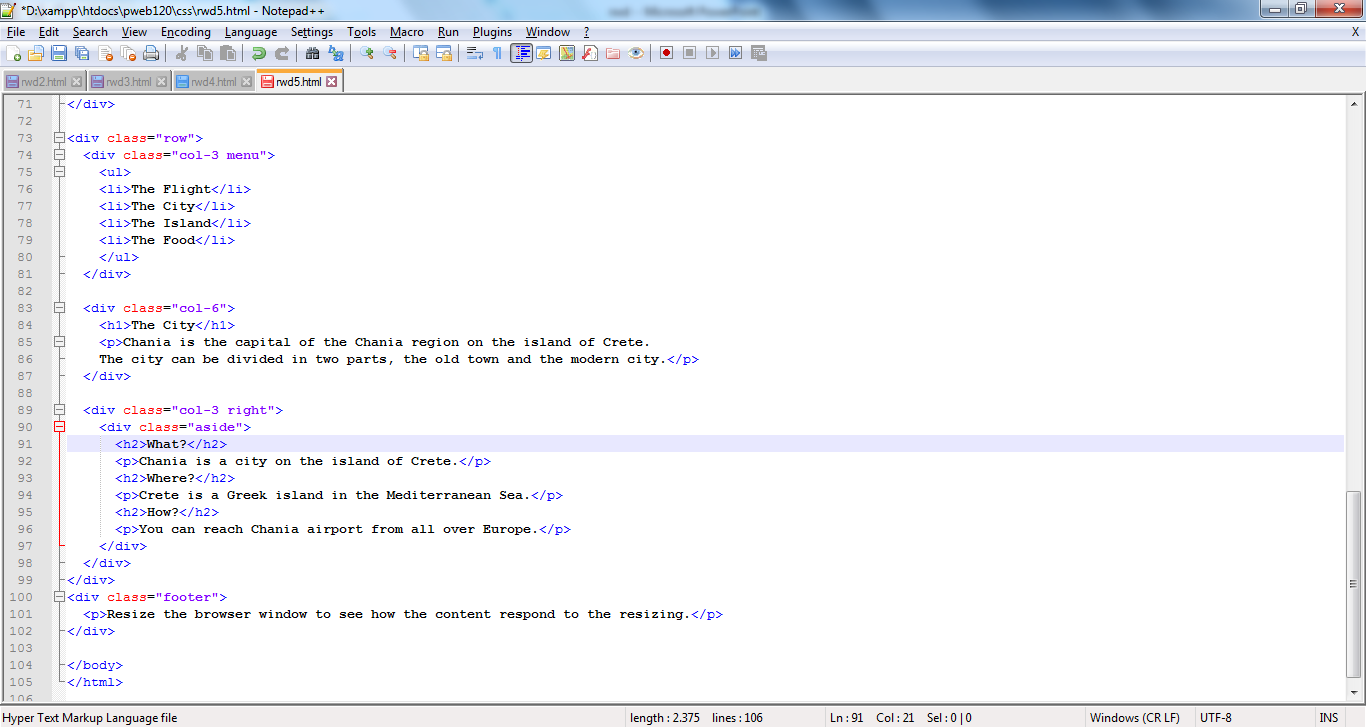 *D:\xampp\htdocs\pweb120\css\rwd5.html - Notepad++
File Edit Search View Encoding Language Settings Tools Macro Run Plugins Window ? X
rwd2.html rwd3.html rwd4.html rwd5.html
71 </div>
72
73 <div class="row">
74 <div class="col-3 menu">
75 <ul>
76 <li>The Flight</li>
77 <li>The City</li>
78 <li>The Island</li>
79 <li>The Food</li>
80 </ul>
81 </div>
82
83 <div class="col-6">
84 <h1>The City</h1>
85 <p>Chania is the capital of the Chania region on the island of Crete.
86 The city can be divided in two parts, the old town and the modern city.</p>
87 </div>
88
89 <div class="col-3 right">
90 <div class="aside">
91 <h2>What?</h2>
92 <p>Chania is a city on the island of Crete.</p>
93 <h2>Where?</h2>
94 <p>Crete is a Greek island in the Mediterranean Sea.</p>
95 <h2>How?</h2>
96 <p>You can reach Chania airport from all over Europe.</p>
97 </div>
98 </div>
99 </div>
100 <div class="footer">
101 <p>Resize the browser window to see how the content respond to the resizing.</p>
102 </div>
103
104 </body>
105 </html>
106
Hyper Text Markup Language file length : 2.375 lines : 106 Ln : 91 Col : 21 Sel : 0 | 0 Windows (CR LF) UTF-8 INS